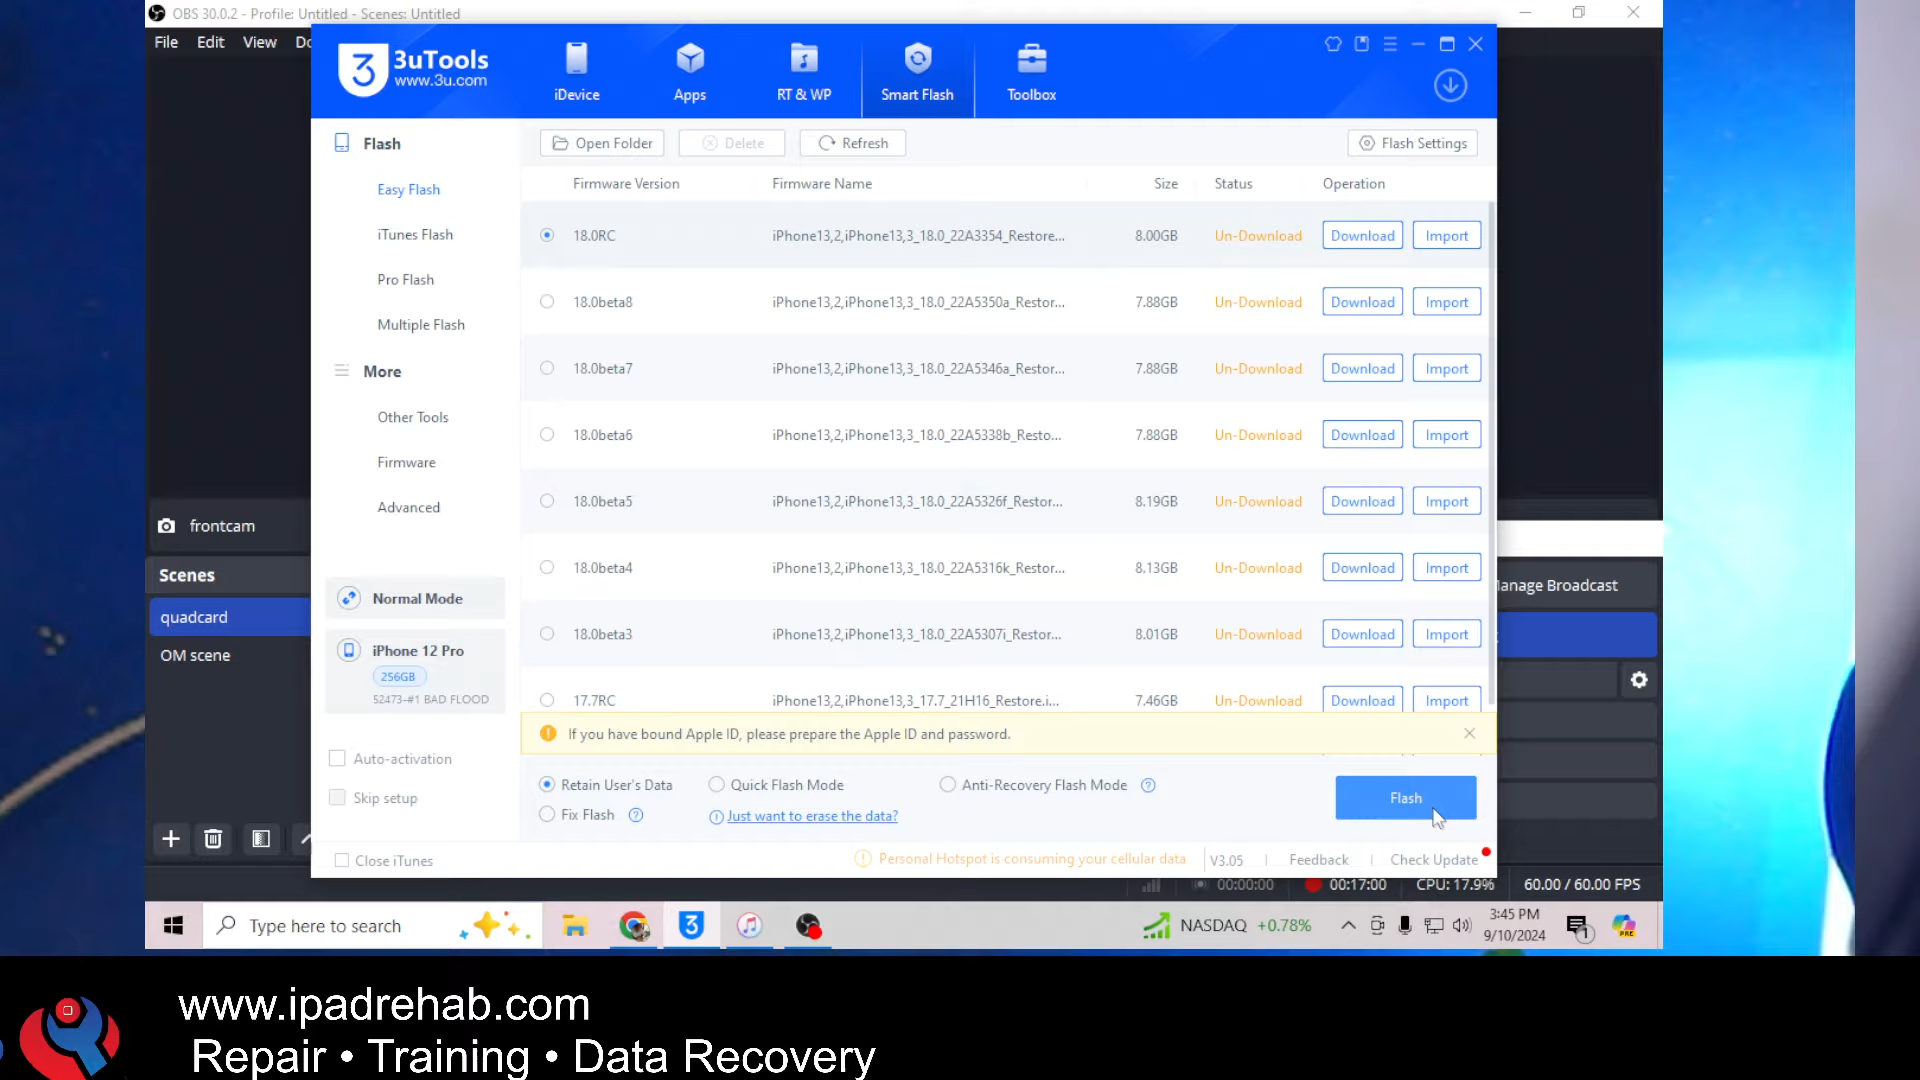 OBS 30.0.2 - Profile: Untitled - Scenes: Untitled
File Edit View
3uTools
www.3u.com
iDevice Apps RT & WP Smart Flash Toolbox
Flash
Easy Flash
iTunes Flash
Pro Flash
Multiple Flash
More
Other Tools
Firmware
Advanced
Normal Mode
iPhone 12 Pro
256GB
52473-#1 BAD FLOOD
Auto-activation
Skip setup
Close iTunes
Open Folder Delete Refresh Flash Settings
Firmware Version Firmware Name Size Status Operation
18.0RC iPhone13,2,iPhone13,3_18.0_22A3354_Restore... 8.00GB Un-Download Download Import
18.0beta8 iPhone13,2,iPhone13,3_18.0_22A5350a_Restor... 7.88GB Un-Download Download Import
18.0beta7 iPhone13,2,iPhone13,3_18.0_22A5346a_Restor... 7.88GB Un-Download Download Import
18.0beta6 iPhone13,2,iPhone13,3_18.0_22A5338b_Resto... 7.88GB Un-Download Download Import
18.0beta5 iPhone13,2,iPhone13,3_18.0_22A5326f_Restor... 8.19GB Un-Download Download Import
18.0beta4 iPhone13,2,iPhone13,3_18.0_22A5316k_Restor... 8.13GB Un-Download Download Import
18.0beta3 iPhone13,2,iPhone13,3_18.0_22A5307i_Restor... 8.01GB Un-Download Download Import
17.7RC iPhone13,2,iPhone13,3_17.7_21H16_Restore.i... 7.46GB Un-Download Download Import
If you have bound Apple ID, please prepare the Apple ID and password.
Retain User's Data Quick Flash Mode Anti-Recovery Flash Mode
Fix Flash Just want to erase the data?
Flash
Personal Hotspot is consuming your cellular data V3.05 Feedback Check Update
frontcam
Scenes
quadcard
OM scene
anage Broadcast
00:00:00 00:17:00 CPU: 17.9% 60.00 / 60.00 FPS
Type here to search
NASDAQ +0.78%
3:45 PM
9/10/2024
1
PRE
www.ipadrehab.com
Repair • Training • Data Recovery